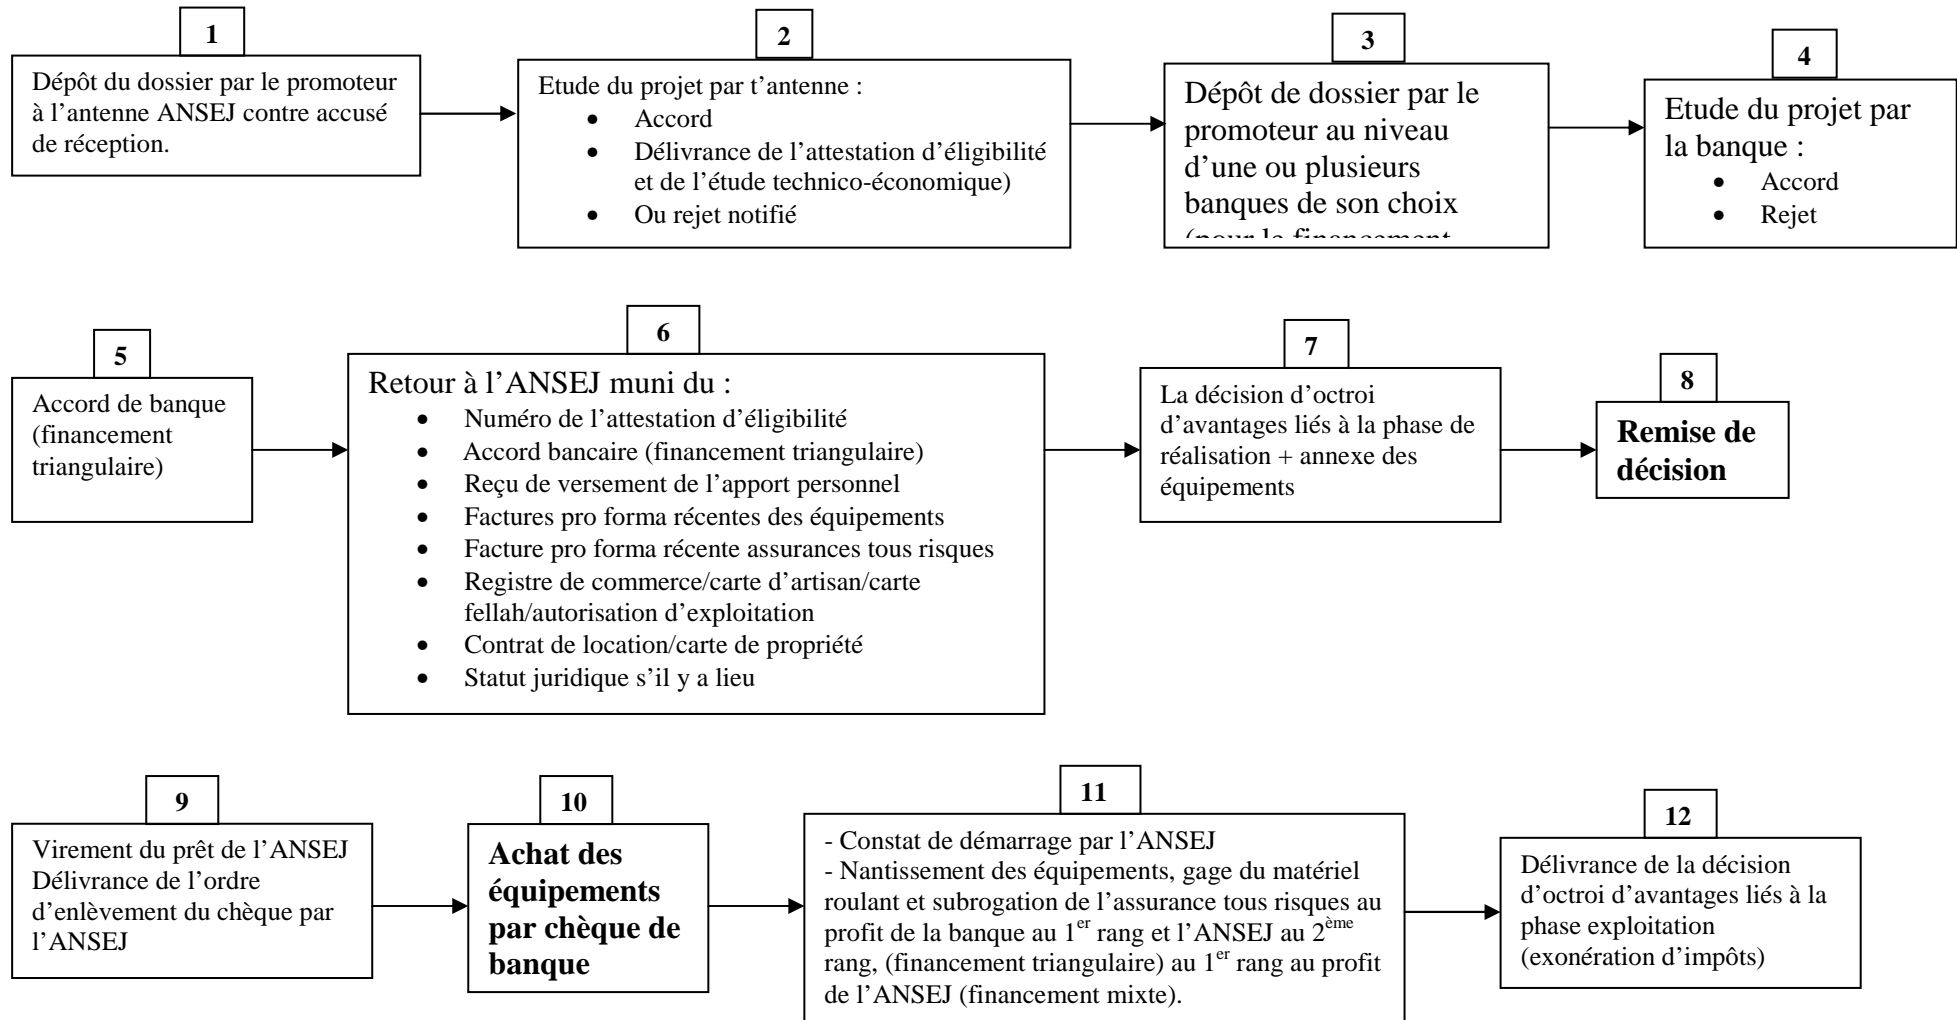 1
Dépôt du dossier par le promoteur
à l’antenne ANSEJ contre accusé
de réception.
2
Etude du projet par t’antenne :
• Accord
• Délivrance de l’attestation d’éligibilité
et de l’étude technico-économique)
• Ou rejet notifié
3
Dépôt de dossier par le
promoteur au niveau
d’une ou plusieurs
banques de son choix
(pour le financement
4
Etude du projet par
la banque :
• Accord
• Rejet
5
Accord de banque
(financement
triangulaire)
6
Retour à l’ANSEJ muni du :
• Numéro de l’attestation d’éligibilité
• Accord bancaire (financement triangulaire)
• Reçu de versement de l’apport personnel
• Factures pro forma récentes des équipements
• Facture pro forma récente assurances tous risques
• Registre de commerce/carte d’artisan/carte
fellah/autorisation d’exploitation
• Contrat de location/carte de propriété
• Statut juridique s’il y a lieu
7
La décision d’octroi
d’avantages liés à la phase de
réalisation + annexe des
équipements
8
Remise de
décision
9
Virement du prêt de l’ANSEJ
Délivrance de l’ordre
d’enlèvement du chèque par
l’ANSEJ
10
Achat des
équipements
par chèque de
banque
11
- Constat de démarrage par l’ANSEJ
- Nantissement des équipements, gage du matériel
roulant et subrogation de l’assurance tous risques au
profit de la banque au 1er rang et l’ANSEJ au 2ème
rang, (financement triangulaire) au 1er rang au profit
de l’ANSEJ (financement mixte).
12
Délivrance de la décision
d’octroi d’avantages liés à la
phase exploitation
(exonération d’impôts)